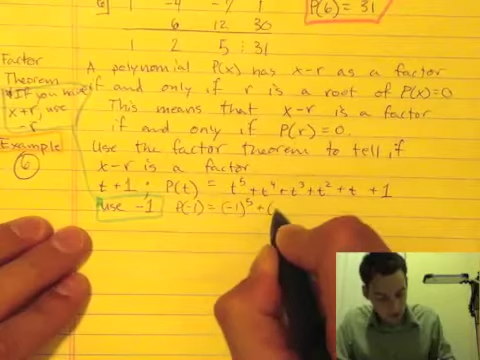 6 1 -4 -7 1
6 12 30
1 2 5 : 31
P(6) = 31
Factor Theorem
* If you have x+r, use -r
A polynomial P(x) has x-r as a factor
if and only if r is a root of P(x)=0
This means that x-r is a factor
if and only if P(r)=0.
Example 6
Use the factor theorem to tell if
x-r is a factor
t+1 ; P(t) = t⁵+t⁴+t³+t²+t+1
use -1 P(-1) = (-1)⁵+(